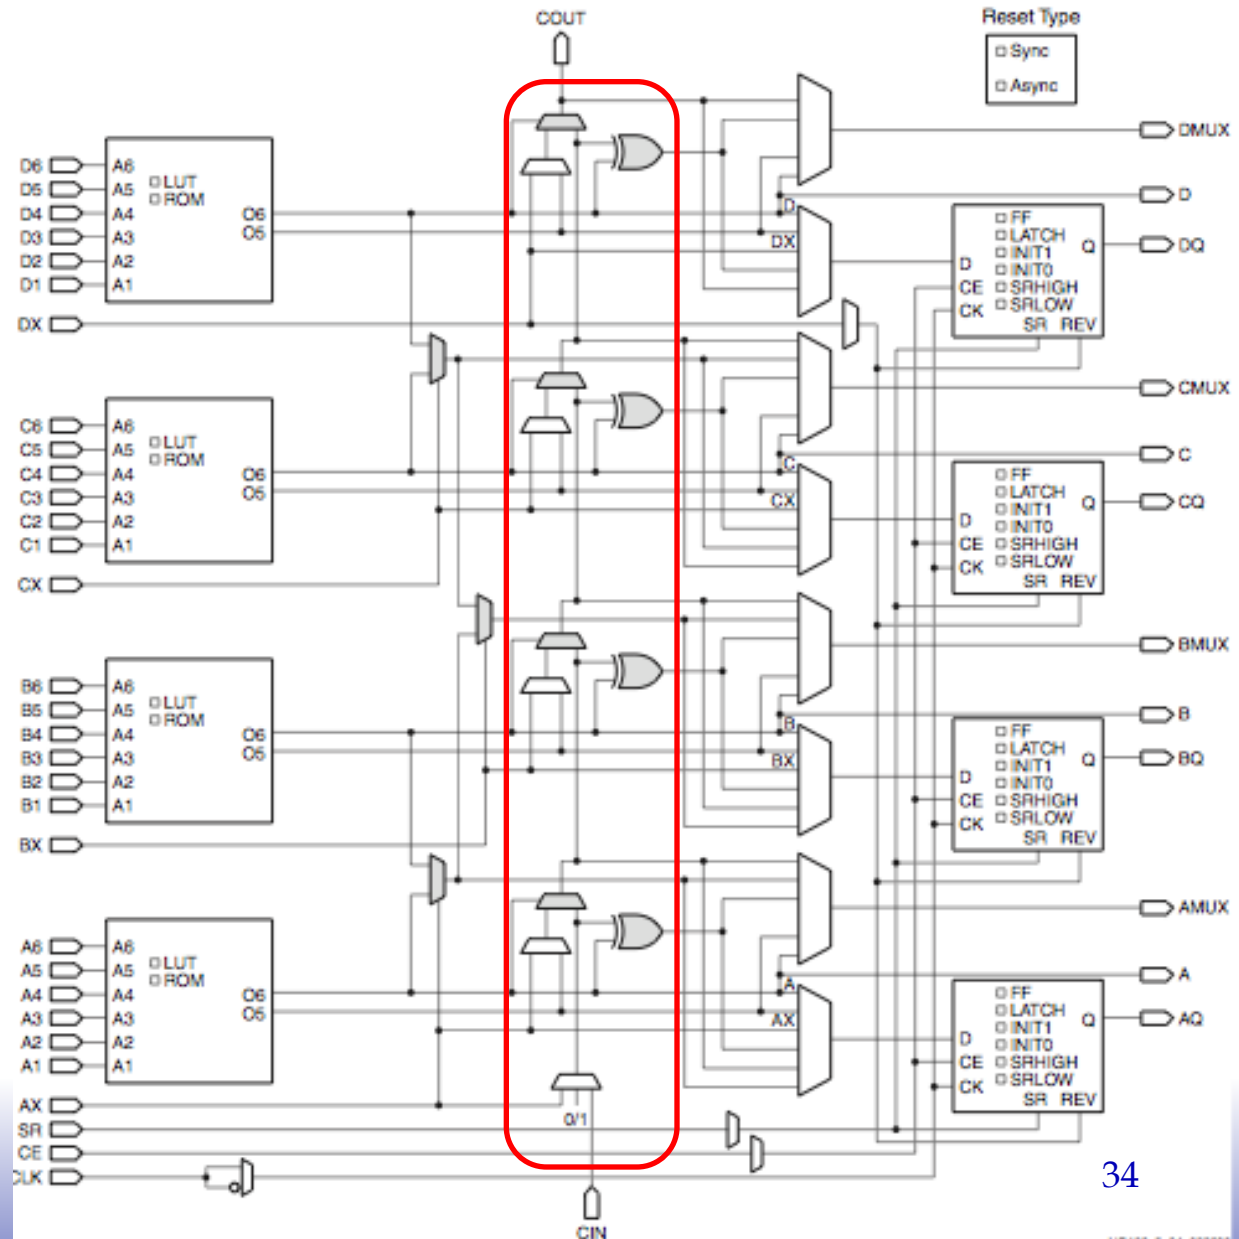 COUT
Reset Type
Sync
Async
DMUX
D6 A6
D5 A5 LUT
D4 A4 ROM O6
D3 A3 O5
D2 A2
D1 A1
DX
D
D
DX
FF
LATCH
INIT1
INIT0
SRHIGH
SRLOW
D
CE
CK
Q
SR REV
DQ
CMUX
C6 A6
C5 A5 LUT
C4 A4 ROM O6
C3 A3 O5
C2 A2
C1 A1
CX
C
C
CX
FF
LATCH
INIT1
INIT0
SRHIGH
SRLOW
D
CE
CK
Q
SR REV
CQ
BMUX
B6 A6
B5 A5 LUT
B4 A4 ROM O6
B3 A3 O5
B2 A2
B1 A1
BX
B
B
BX
FF
LATCH
INIT1
INIT0
SRHIGH
SRLOW
D
CE
CK
Q
SR REV
BQ
AMUX
A6 A6
A5 A5 LUT
A4 A4 ROM O6
A3 A3 O5
A2 A2
A1 A1
A
A
AX
FF
LATCH
INIT1
INIT0
SRHIGH
SRLOW
D
CE
CK
Q
SR REV
AQ
AX
0/1
SR
CE
CLK
CIN
34